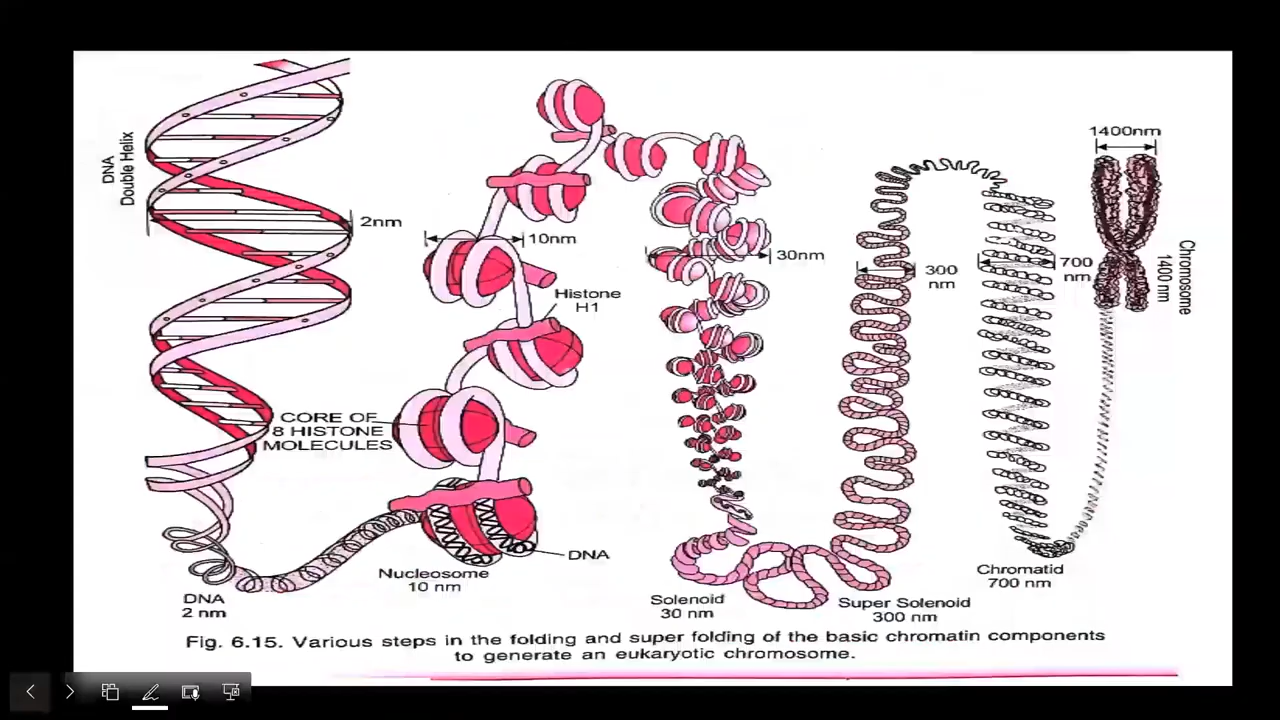 DNA
Double Helix
2nm
10nm
Histone
H1
CORE OF
8 HISTONE
MOLECULES
DNA
Nucleosome
10 nm
DNA
2 nm
30nm
Solenoid
30 nm
300
nm
Super Solenoid
300 nm
700
nm
Chromatid
700 nm
1400nm
Chromosome
1400 nm
Fig. 6.15. Various steps in the folding and super folding of the basic chromatin components
to generate an eukaryotic chromosome.